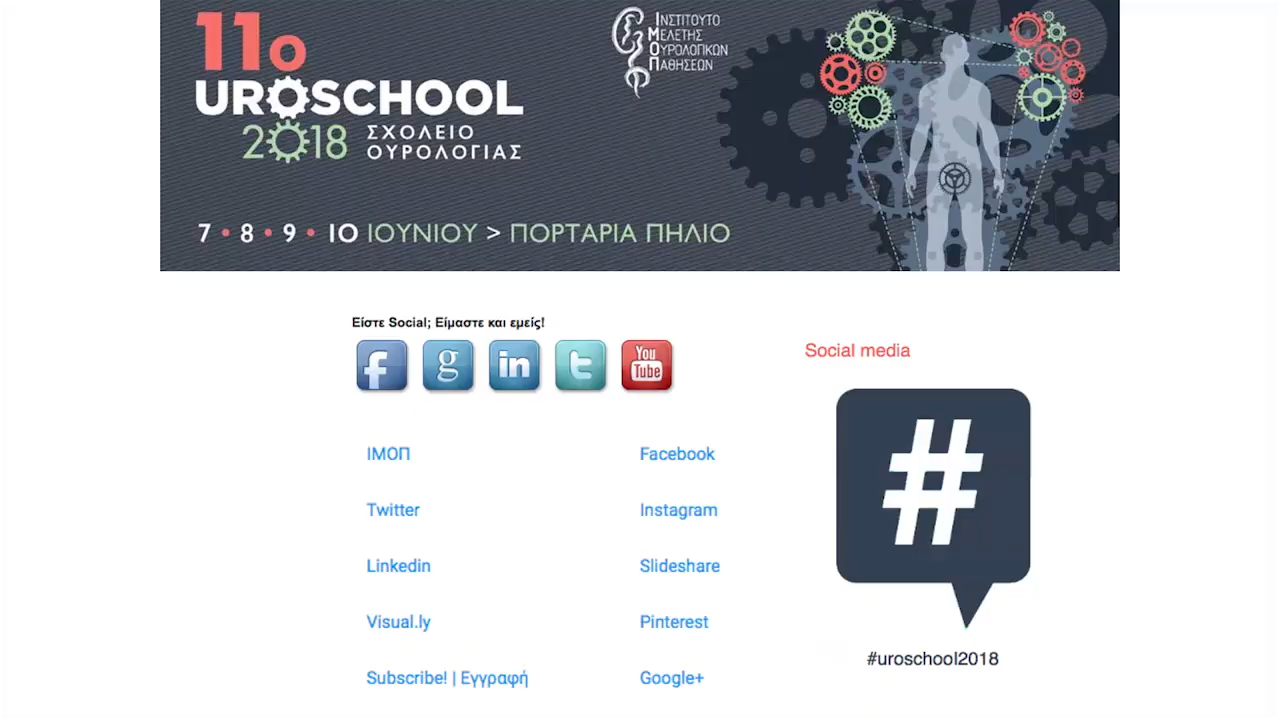 11ο
UROSCHOOL
2018 ΣΧΟΛΕΙΟ
ΟΥΡΟΛΟΓΙΑΣ
ΙΝΣΤΙΤΟΥΤΟ
ΜΕΛΕΤΗΣ
ΟΥΡΟΛΟΓΙΚΩΝ
ΠΑΘΗΣΕΩΝ
7 • 8 • 9 • 10 ΙΟΥΝΙΟΥ > ΠΟΡΤΑΡΙΑ ΠΗΛΙΟ
Είστε Social; Είμαστε και εμείς!
f g in t You Tube
Social media
#
ΙΜΟΠ
Facebook
Twitter
Instagram
Linkedin
Slideshare
Visual.ly
Pinterest
Subscribe! | Εγγραφή
Google+
#uroschool2018